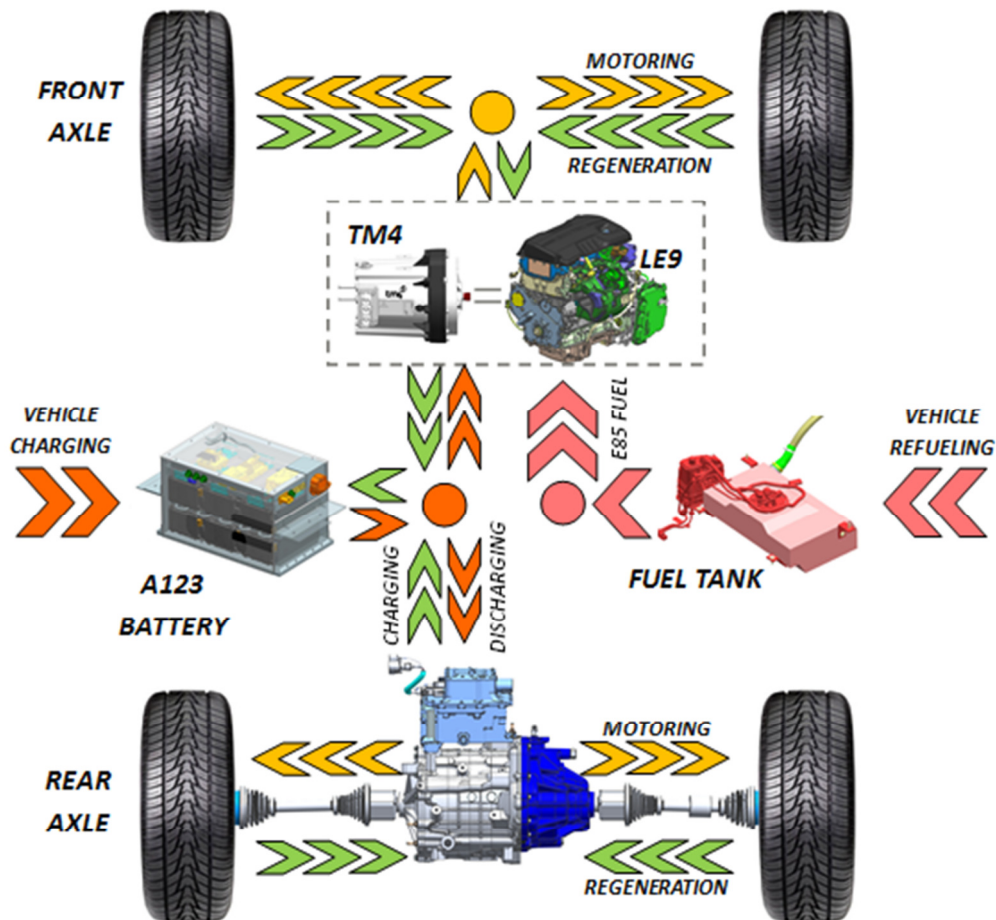 MOTORING
FRONT
AXLE
REGENERATION
TM4
LE9
tm4
VEHICLE
CHARGING
E85 FUEL
VEHICLE
REFUELING
A123
BATTERY
CHARGING
DISCHARGING
FUEL TANK
MOTORING
REAR
AXLE
REGENERATION